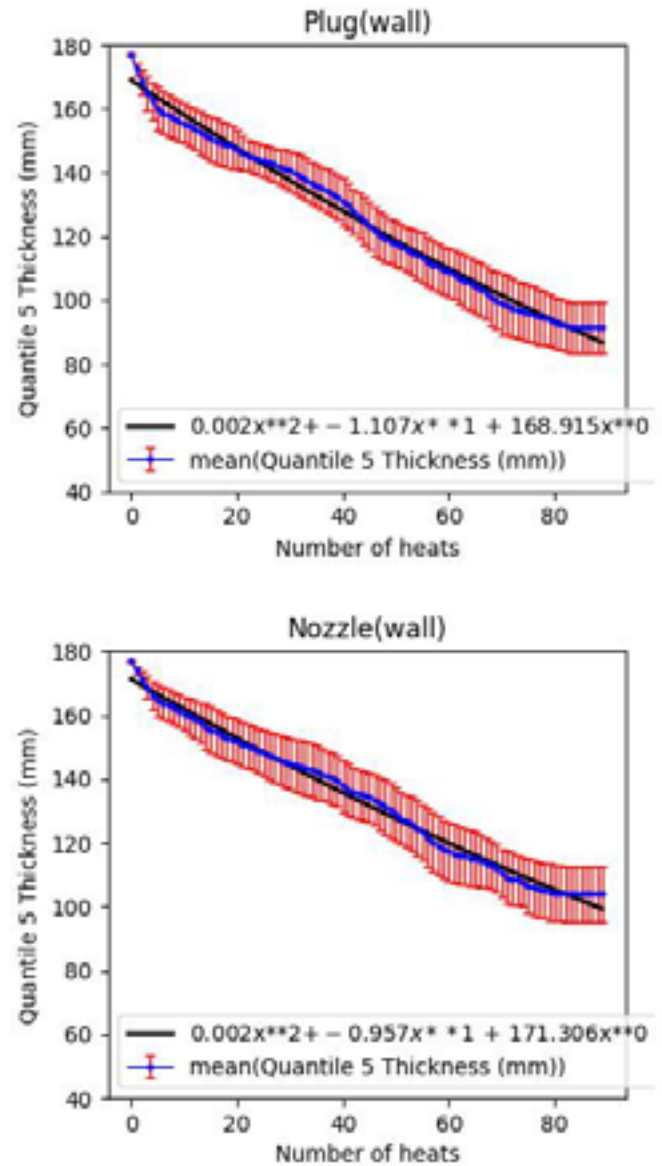 Plug(wall)
180
160
140
120
100
80
60
40
Quantile 5 Thickness (mm)
0.002x**2+ − 1.107x* *1 + 168.915x**0
mean(Quantile 5 Thickness (mm))
0 20 40 60 80
Number of heats
Nozzle(wall)
180
160
140
120
100
80
60
40
Quantile 5 Thickness (mm)
0.002x**2+ − 0.957x* *1 + 171.306x**0
mean(Quantile 5 Thickness (mm))
0 20 40 60 80
Number of heats